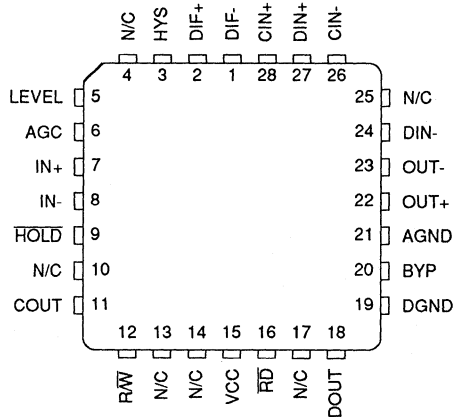 N/C HYS DIF+ DIF- CIN+ DIN+ CIN-
4 3 2 1 28 27 26
LEVEL 5 25 N/C
AGC 6 24 DIN-
IN+ 7 23 OUT-
IN- 8 22 OUT+
H̅O̅L̅D̅ 9 21 AGND
N/C 10 20 BYP
COUT 11 19 DGND
12 13 14 15 16 17 18
R/W̅ N/C N/C VCC R̅D̅ N/C DOUT